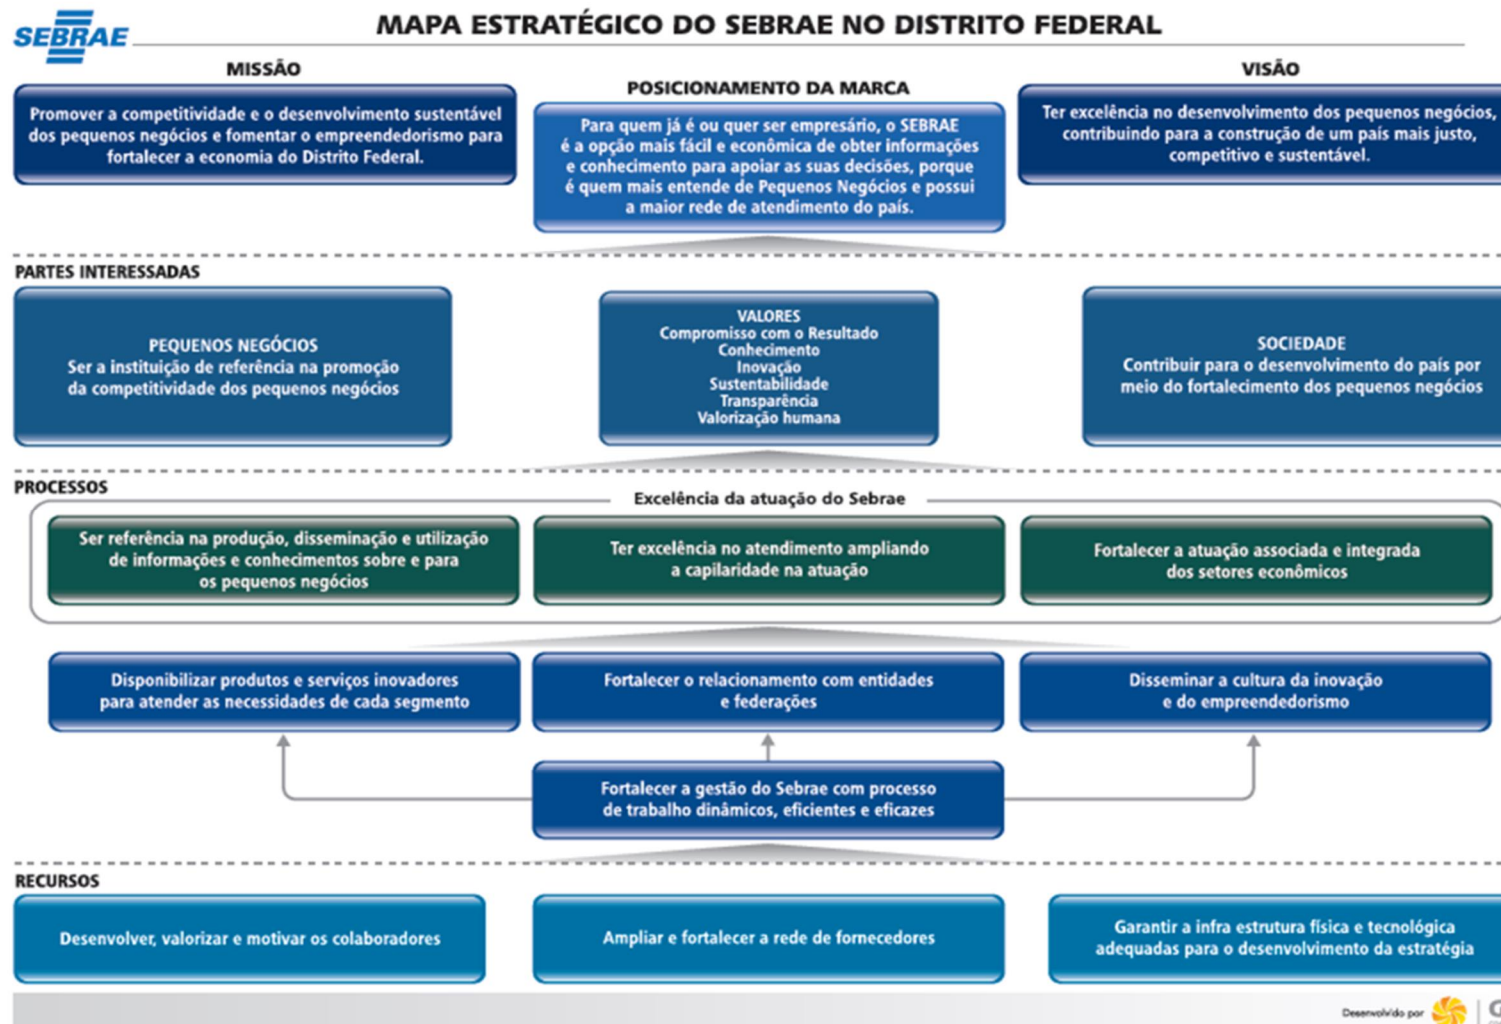 SEBRAE
MAPA ESTRATÉGICO DO SEBRAE NO DISTRITO FEDERAL
MISSÃO
Promover a competitividade e o desenvolvimento sustentável
dos pequenos negócios e fomentar o empreendedorismo para
fortalecer a economia do Distrito Federal.
POSICIONAMENTO DA MARCA
Para quem já é ou quer ser empresário, o SEBRAE
é a opção mais fácil e econômica de obter informações
e conhecimento para apoiar as suas decisões, porque
é quem mais entende de Pequenos Negócios e possui
a maior rede de atendimento do país.
VISÃO
Ter excelência no desenvolvimento dos pequenos negócios,
contribuindo para a construção de um país mais justo,
competitivo e sustentável.
PARTES INTERESSADAS
PEQUENOS NEGÓCIOS
Ser a instituição de referência na promoção
da competitividade dos pequenos negócios
VALORES
Compromisso com o Resultado
Conhecimento
Inovação
Sustentabilidade
Transparência
Valorização humana
SOCIEDADE
Contribuir para o desenvolvimento do país por
meio do fortalecimento dos pequenos negócios
PROCESSOS
Excelência da atuação do Sebrae
Ser referência na produção, disseminação e utilização
de informações e conhecimentos sobre e para
os pequenos negócios
Ter excelência no atendimento ampliando
a capilaridade na atuação
Fortalecer a atuação associada e integrada
dos setores econômicos
Disponibilizar produtos e serviços inovadores
para atender as necessidades de cada segmento
Fortalecer o relacionamento com entidades
e federações
Disseminar a cultura da inovação
e do empreendedorismo
Fortalecer a gestão do Sebrae com processo
de trabalho dinâmicos, eficientes e eficazes
RECURSOS
Desenvolver, valorizar e motivar os colaboradores
Ampliar e fortalecer a rede de fornecedores
Garantir a infra estrutura física e tecnológica
adequadas para o desenvolvimento da estratégia
Desenvolvido por